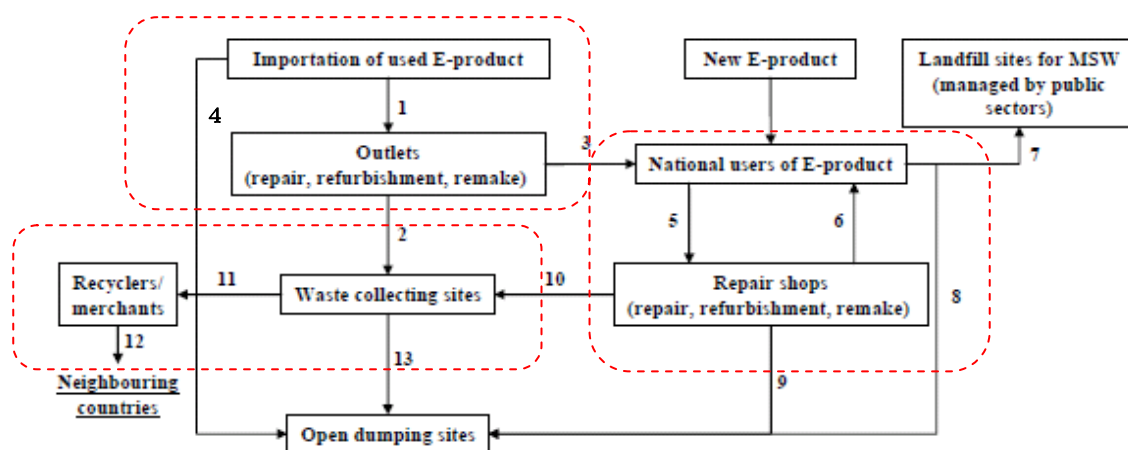 Importation of used E-product
New E-product
Landfill sites for MSW
(managed by public
sectors)
4
1
Outlets
(repair, refurbishment, remake)
3
National users of E-product
7
2
5
6
Recyclers/
merchants
11
Waste collecting sites
10
Repair shops
(repair, refurbishment, remake)
8
12
13
9
Neighbouring
countries
Open dumping sites